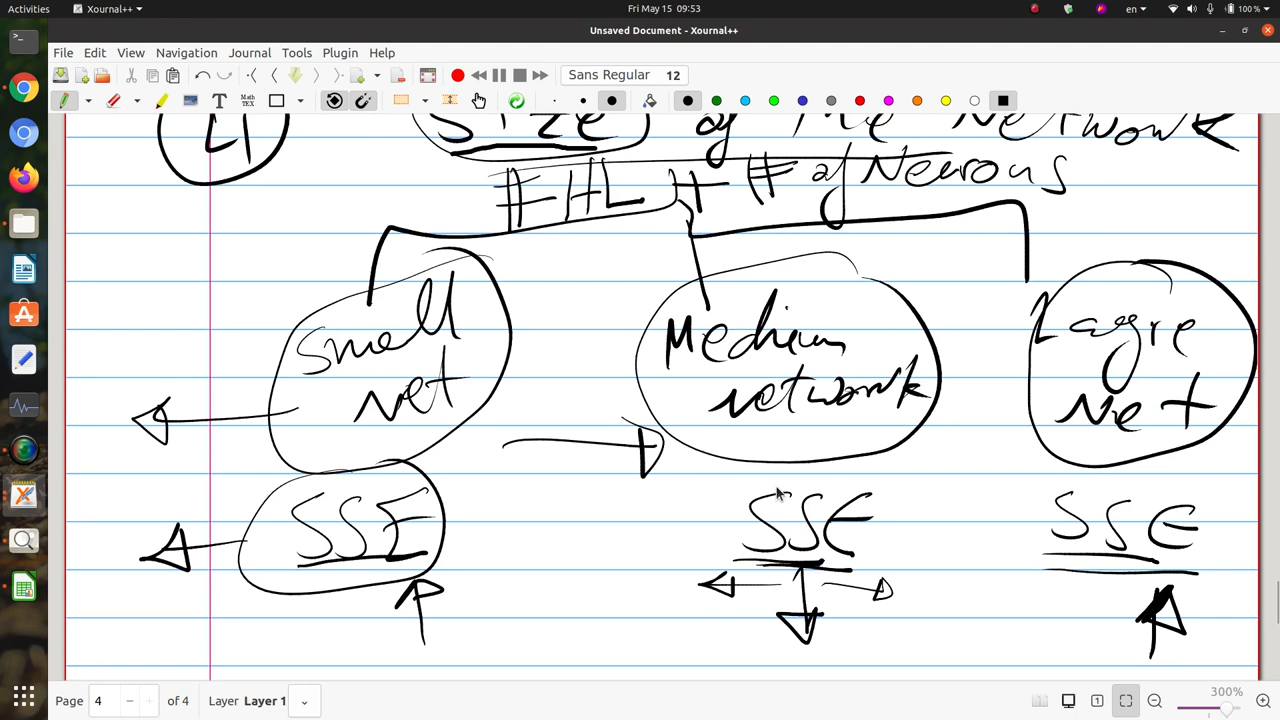 Activities
Xournal++
Fri May 15 09:53
en
100 %
Unsaved Document - Xournal++
File Edit View Navigation Journal Tools Plugin Help
Sans Regular 12
Size of the Network
# HL + # of Neurons
Small
net
Medium
network
Lagre
Net
SSE
SSE
SSE
Page 4 of 4 Layer Layer 1
300%